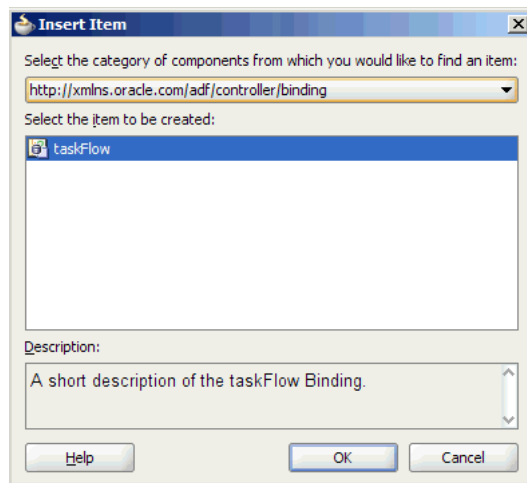 Insert Item
Select the category of components from which you would like to find an item:
http://xmlns.oracle.com/adf/controller/binding
Select the item to be created:
taskFlow
Description:
A short description of the taskFlow Binding.
Help OK Cancel